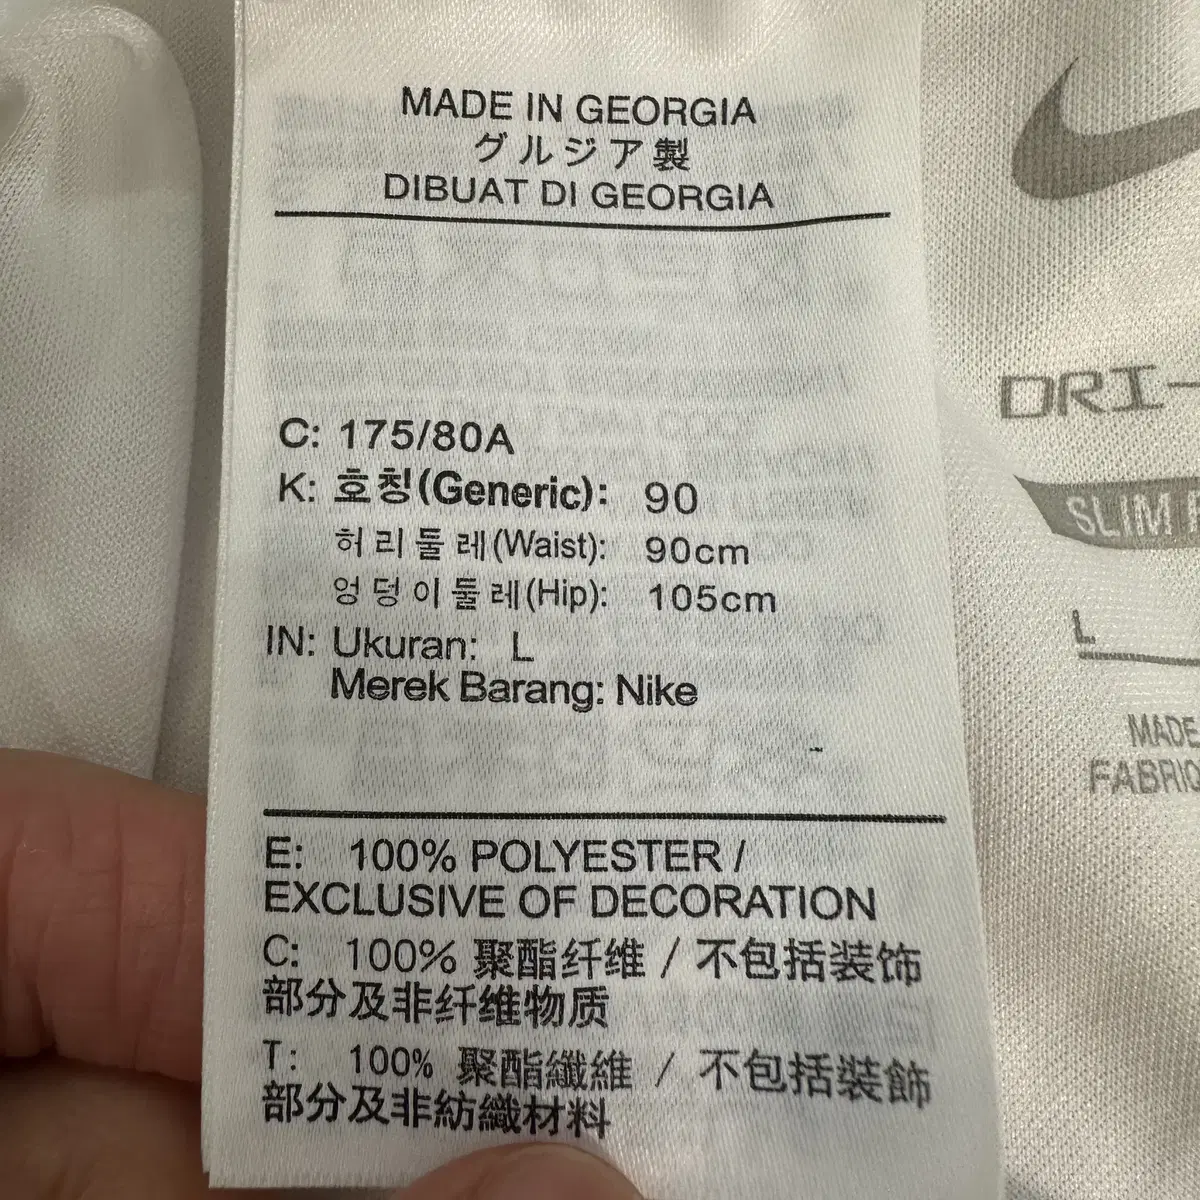 MADE IN GEORGIA
グルジア製
DIBUAT DI GEORGIA
C: 175/80A
K: 호칭(Generic): 90
허리둘레(Waist): 90cm
엉덩이둘레(Hip): 105cm
IN: Ukuran: L
Merek Barang: Nike
E: 100% POLYESTER /
EXCLUSIVE OF DECORATION
C: 100% 聚酯纤维 / 不包括装饰
部分及非纤维物质
T: 100% 聚酯纖維 / 不包括裝飾
部分及非紡織材料
DRI-
SLIM
L
MADE
FABRIC